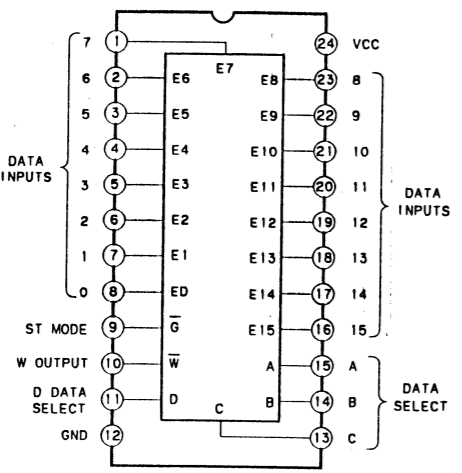 7 1 E7 24 VCC
6 2 E6 E8 23 8
5 3 E5 E9 22 9
4 4 E4 E10 21 10
DATA INPUTS
3 5 E3 E11 20 11
DATA INPUTS
2 6 E2 E12 19 12
1 7 E1 E13 18 13
0 8 ED E14 17 14
ST MODE 9 G E15 16 15
W OUTPUT 10 W A 15 A
D DATA SELECT 11 D B 14 B
DATA SELECT
GND 12 C 13 C